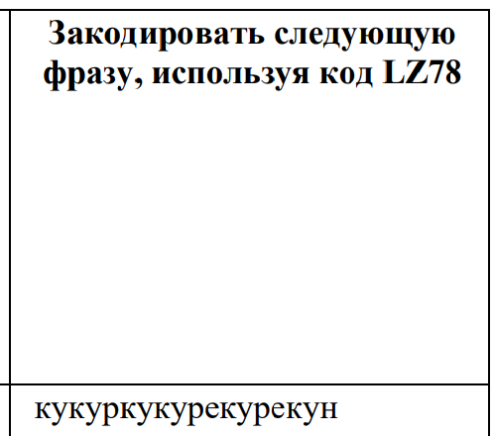 Закодировать следующую
фразу, используя код LZ78
кукуркукурекурекун